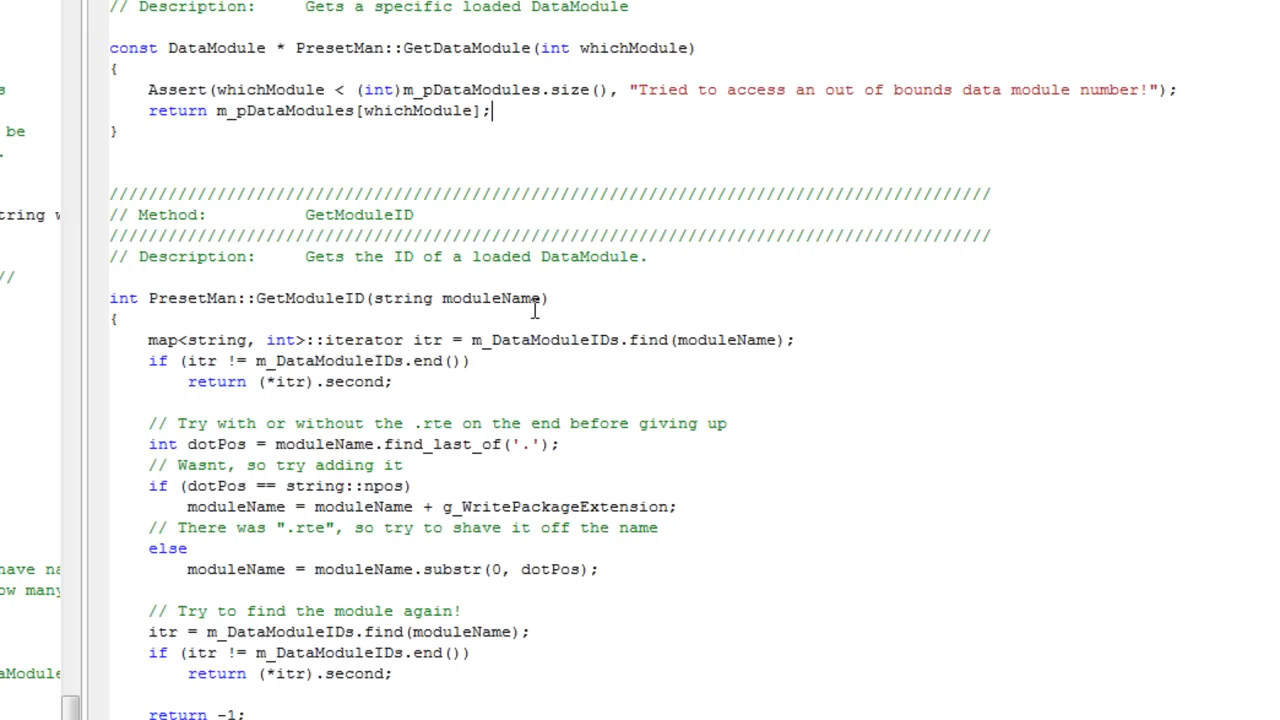 // Description:     Gets a specific loaded DataModule
const DataModule * PresetMan::GetDataModule(int whichModule)
{
Assert(whichModule < (int)m_pDataModules.size(), "Tried to access an out of bounds data module number!");
return m_pDataModules[whichModule];
}
be
.
//////////////////////////////////////////////////////////////////////////////////////////
tring w
// Method:          GetModuleID
//////////////////////////////////////////////////////////////////////////////////////////
// Description:     Gets the ID of a loaded DataModule.
//
int PresetMan::GetModuleID(string moduleName)
{
map<string, int>::iterator itr = m_DataModuleIDs.find(moduleName);
if (itr != m_DataModuleIDs.end())
return (*itr).second;
// Try with or without the .rte on the end before giving up
int dotPos = moduleName.find_last_of('.');
// Wasnt, so try adding it
if (dotPos == string::npos)
moduleName = moduleName + g_WritePackageExtension;
// There was ".rte", so try to shave it off the name
else
have na
moduleName = moduleName.substr(0, dotPos);
ow many
// Try to find the module again!
itr = m_DataModuleIDs.find(moduleName);
if (itr != m_DataModuleIDs.end())
aModule
return (*itr).second;
return -1;